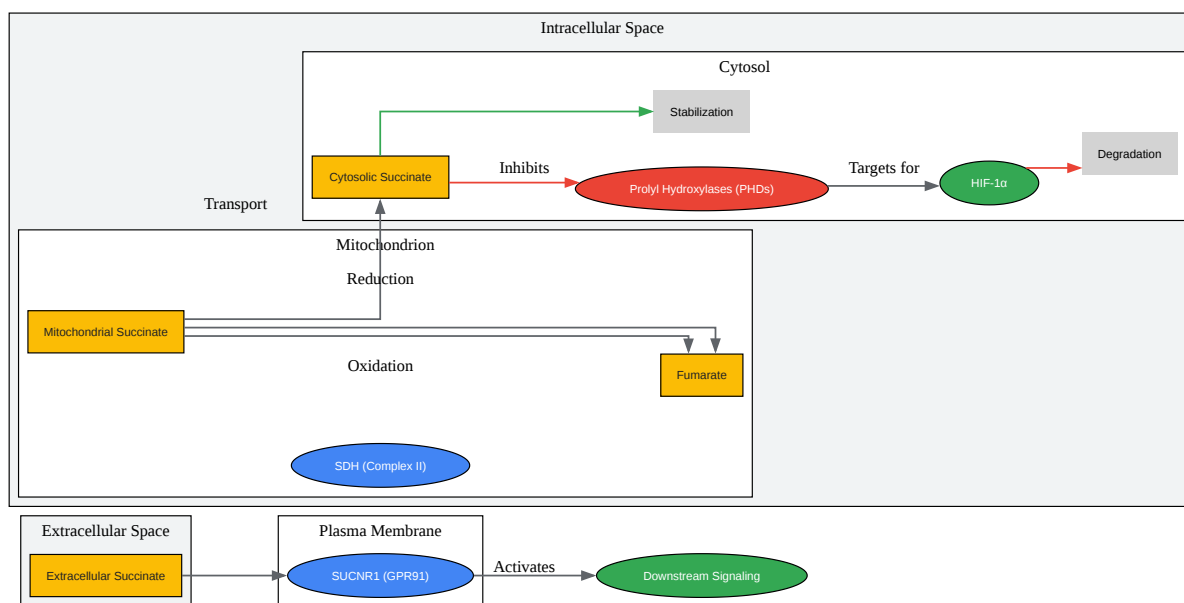 Intracellular Space
Cytosol
Stabilization
Degradation
Cytosolic Succinate
Inhibits
Prolyl Hydroxylases (PHDs)
Targets for
HIF-1α
Transport
Mitochondrion
Reduction
Mitochondrial Succinate
Oxidation
Fumarate
SDH (Complex II)
Extracellular Space
Plasma Membrane
Extracellular Succinate
SUCNR1 (GPR91)
Activates
Downstream Signaling